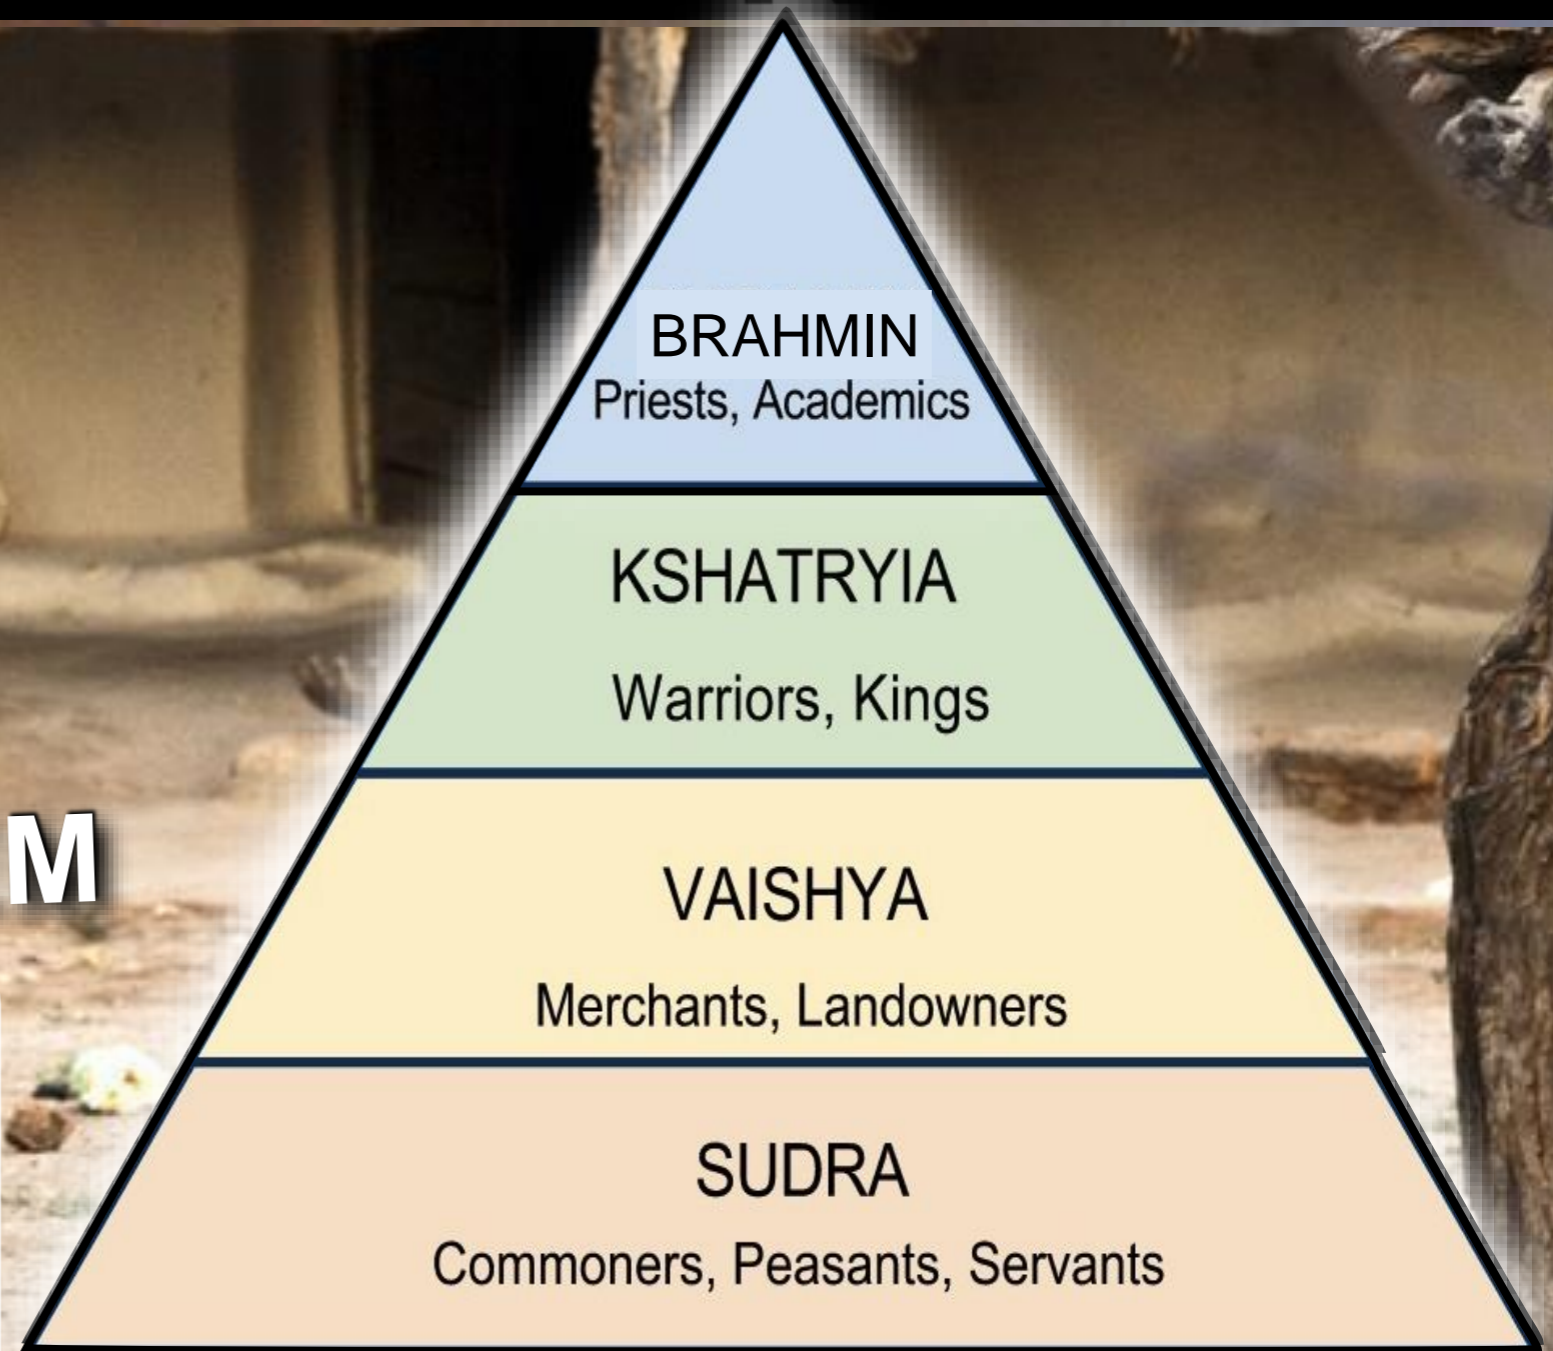 BRAHMIN
Priests, Academics
KSHATRYIA
Warriors, Kings
M
VAISHYA
Merchants, Landowners
SUDRA
Commoners, Peasants, Servants